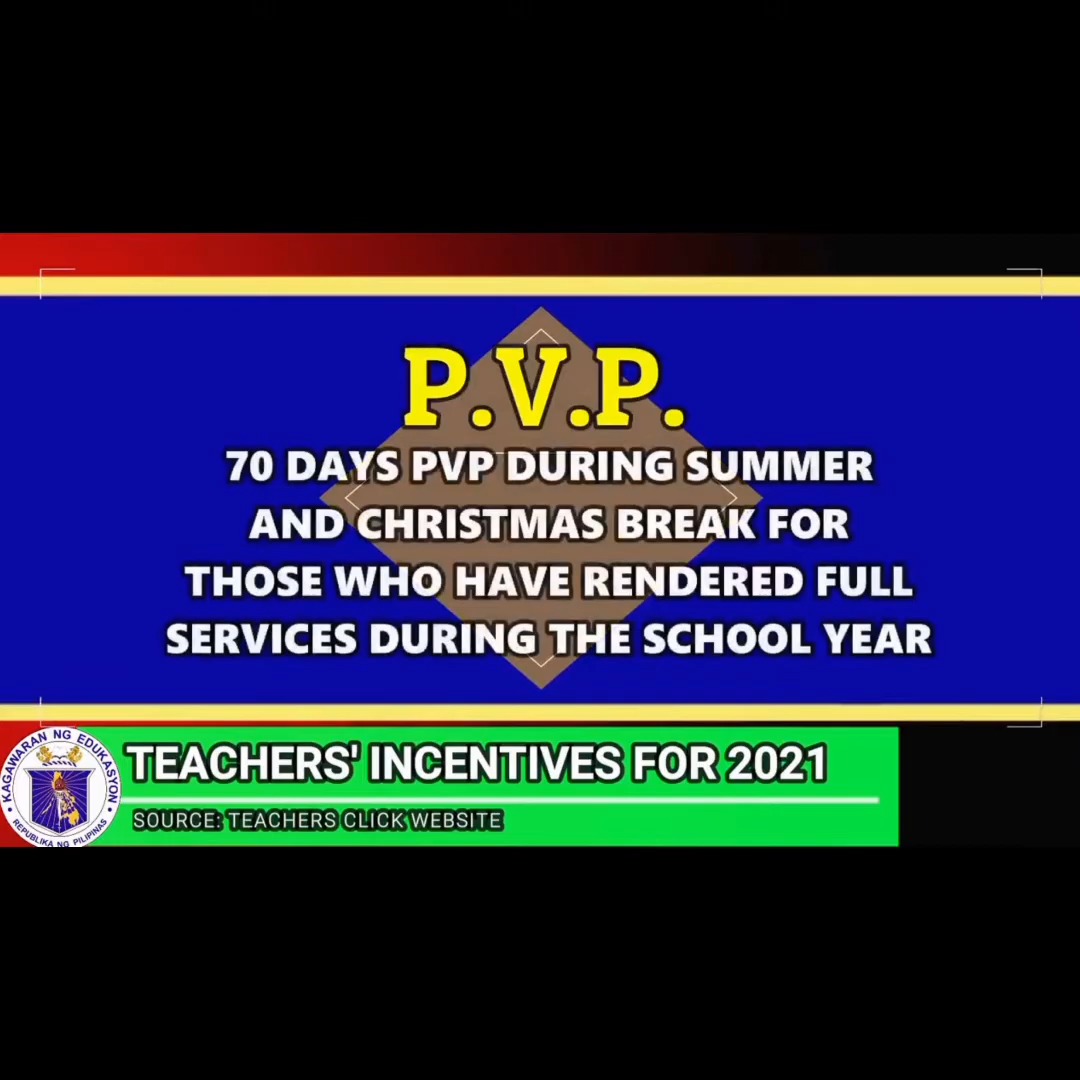 P.V.P.
70 DAYS PVP DURING SUMMER
AND CHRISTMAS BREAK FOR
THOSE WHO HAVE RENDERED FULL
SERVICES DURING THE SCHOOL YEAR
KAGAWARAN NG EDUKASYON
REPUBLIKA NG PILIPINAS
TEACHERS' INCENTIVES FOR 2021
SOURCE: TEACHERS CLICK WEBSITE